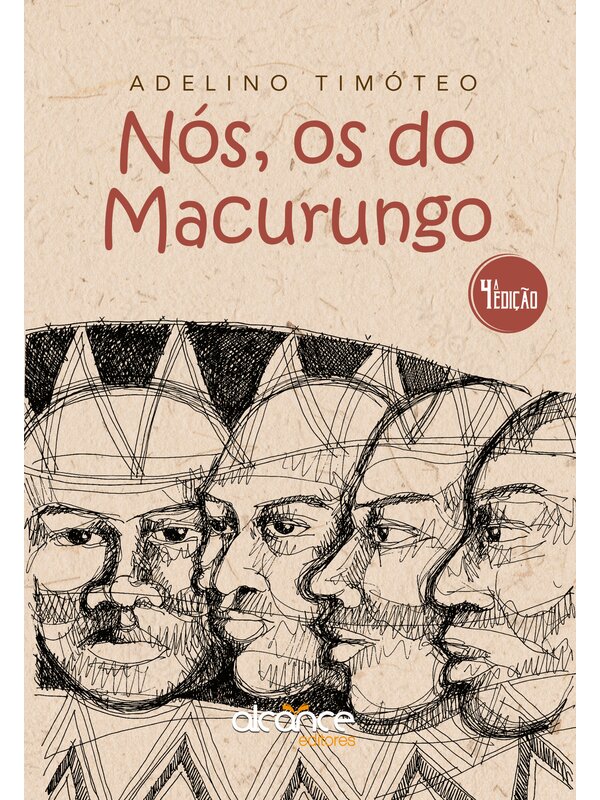 ADELINO TIMÓTEO
Nós, os do
Macurungo
4ª EDIÇÃO
alcance
editores